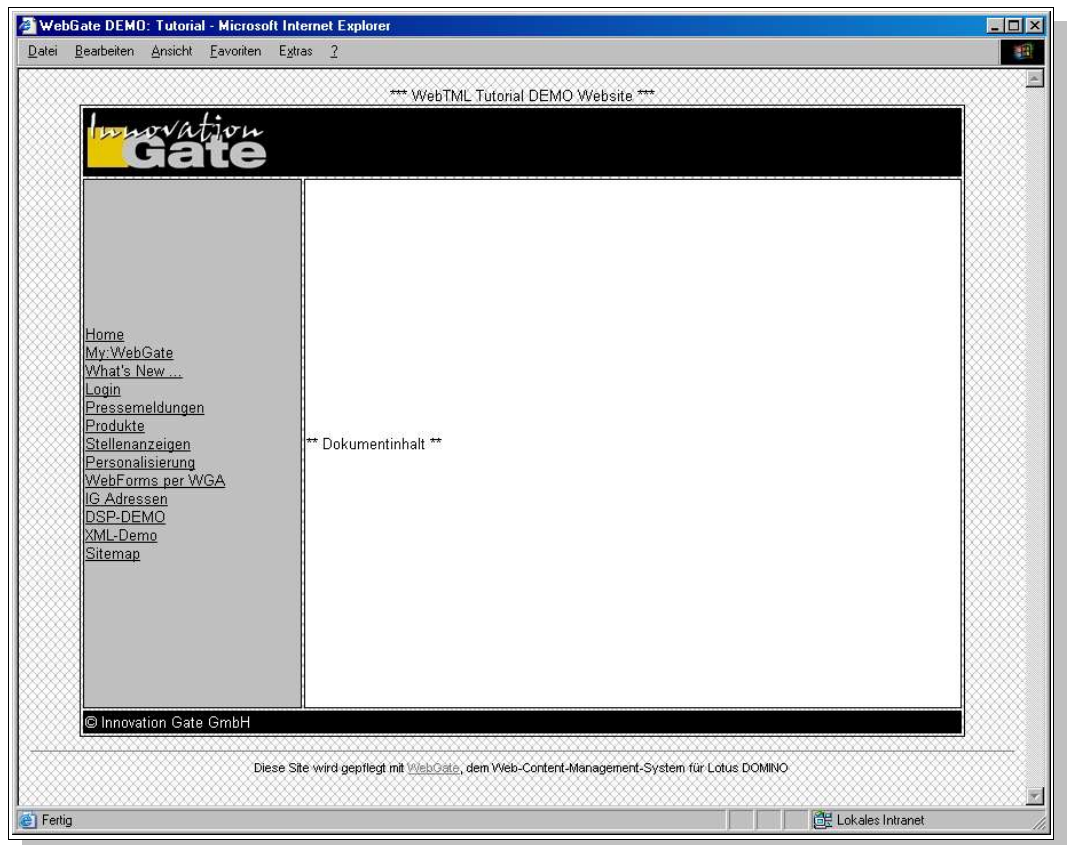 WebGate DEMO: Tutorial - Microsoft Internet Explorer
Datei Bearbeiten Ansicht Favoriten Extras ?
*** WebTML Tutorial DEMO Website ***
Innovation
Gate
Home
My:WebGate
What's New ...
Login
Pressemeldungen
Produkte
Stellenanzeigen
Personalisierung
WebForms per WGA
IG Adressen
DSP-DEMO
XML-Demo
Sitemap
** Dokumentinhalt **
© Innovation Gate GmbH
Diese Site wird gepflegt mit WebGate, dem Web-Content-Management-System für Lotus DOMINO
Fertig
Lokales Intranet